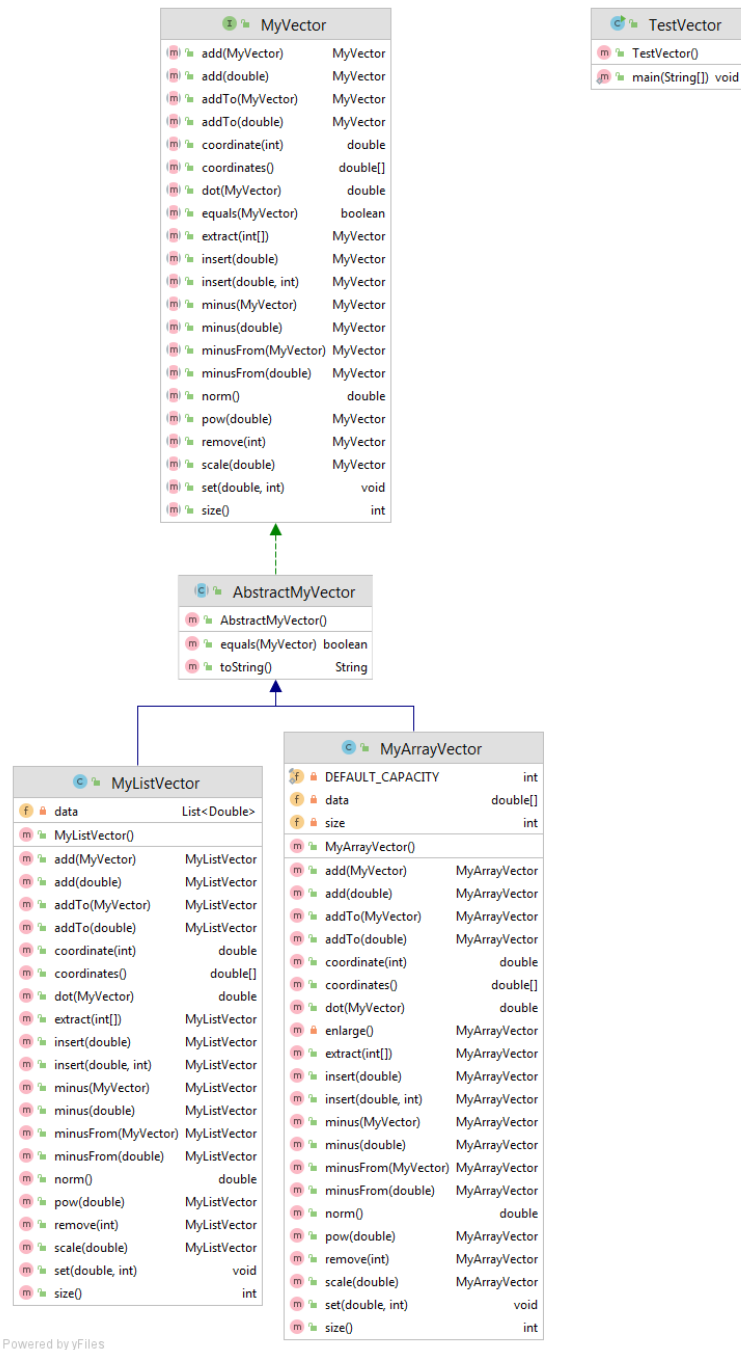 MyVector
add(MyVector) MyVector
add(double) MyVector
addTo(MyVector) MyVector
addTo(double) MyVector
coordinate(int) double
coordinates() double[]
dot(MyVector) double
equals(MyVector) boolean
extract(int[]) MyVector
insert(double) MyVector
insert(double, int) MyVector
minus(MyVector) MyVector
minus(double) MyVector
minusFrom(MyVector) MyVector
minusFrom(double) MyVector
norm() double
pow(double) MyVector
remove(int) MyVector
scale(double) MyVector
set(double, int) void
size() int
TestVector
TestVector()
main(String[]) void
AbstractMyVector
AbstractMyVector()
equals(MyVector) boolean
toString() String
MyListVector
data List<Double>
MyListVector()
add(MyVector) MyListVector
add(double) MyListVector
addTo(MyVector) MyListVector
addTo(double) MyListVector
coordinate(int) double
coordinates() double[]
dot(MyVector) double
extract(int[]) MyListVector
insert(double) MyListVector
insert(double, int) MyListVector
minus(MyVector) MyListVector
minus(double) MyListVector
minusFrom(MyVector) MyListVector
minusFrom(double) MyListVector
norm() double
pow(double) MyListVector
remove(int) MyListVector
scale(double) MyListVector
set(double, int) void
size() int
MyArrayVector
DEFAULT_CAPACITY int
data double[]
size int
MyArrayVector()
add(MyVector) MyArrayVector
add(double) MyArrayVector
addTo(MyVector) MyArrayVector
addTo(double) MyArrayVector
coordinate(int) double
coordinates() double[]
dot(MyVector) double
enlarge() MyArrayVector
extract(int[]) MyArrayVector
insert(double) MyArrayVector
insert(double, int) MyArrayVector
minus(MyVector) MyArrayVector
minus(double) MyArrayVector
minusFrom(MyVector) MyArrayVector
minusFrom(double) MyArrayVector
norm() double
pow(double) MyArrayVector
remove(int) MyArrayVector
scale(double) MyArrayVector
set(double, int) void
size() int
Powered by yFiles